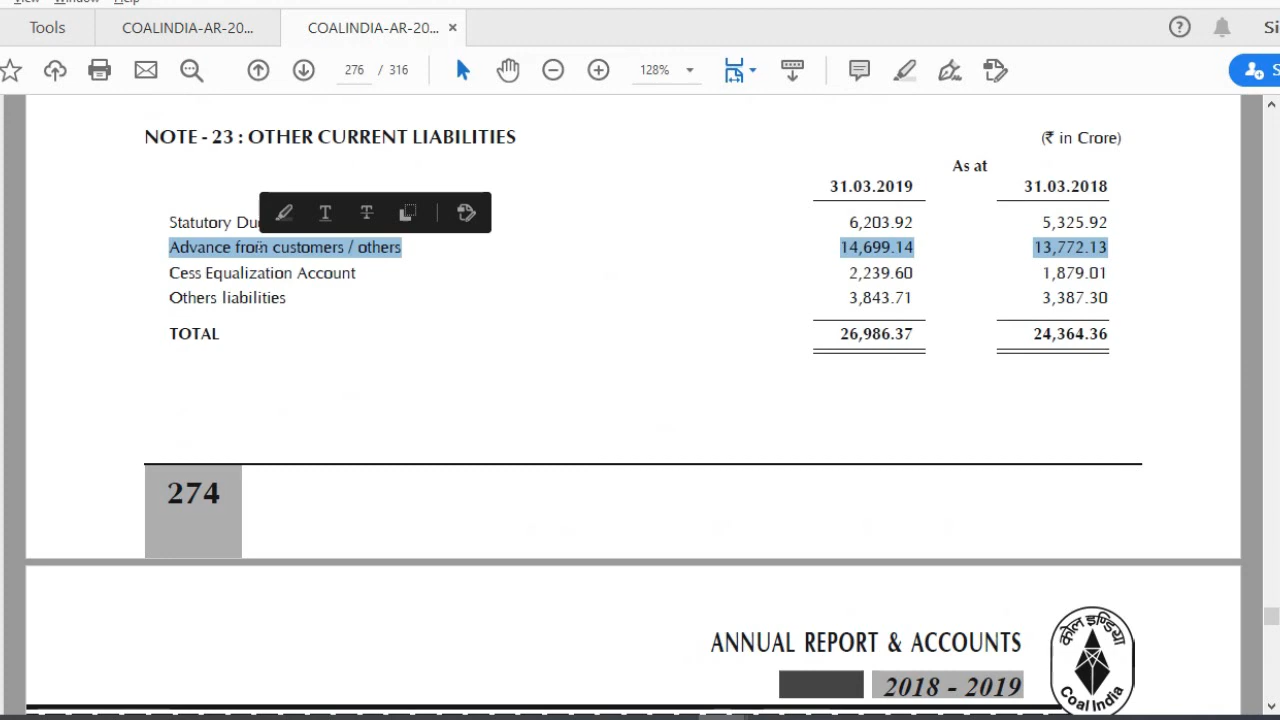 Tools COALINDIA-AR-20... COALINDIA-AR-20... ×
276 / 316 128%
NOTE - 23 : OTHER CURRENT LIABILITIES (₹ in Crore)
As at
31.03.2019 31.03.2018
Statutory Du 6,203.92 5,325.92
Advance from customers / others 14,699.14 13,772.13
Cess Equalization Account 2,239.60 1,879.01
Others liabilities 3,843.71 3,387.30
TOTAL 26,986.37 24,364.36
274
ANNUAL REPORT & ACCOUNTS
2018 - 2019
कोल इण्डिया
Coal India